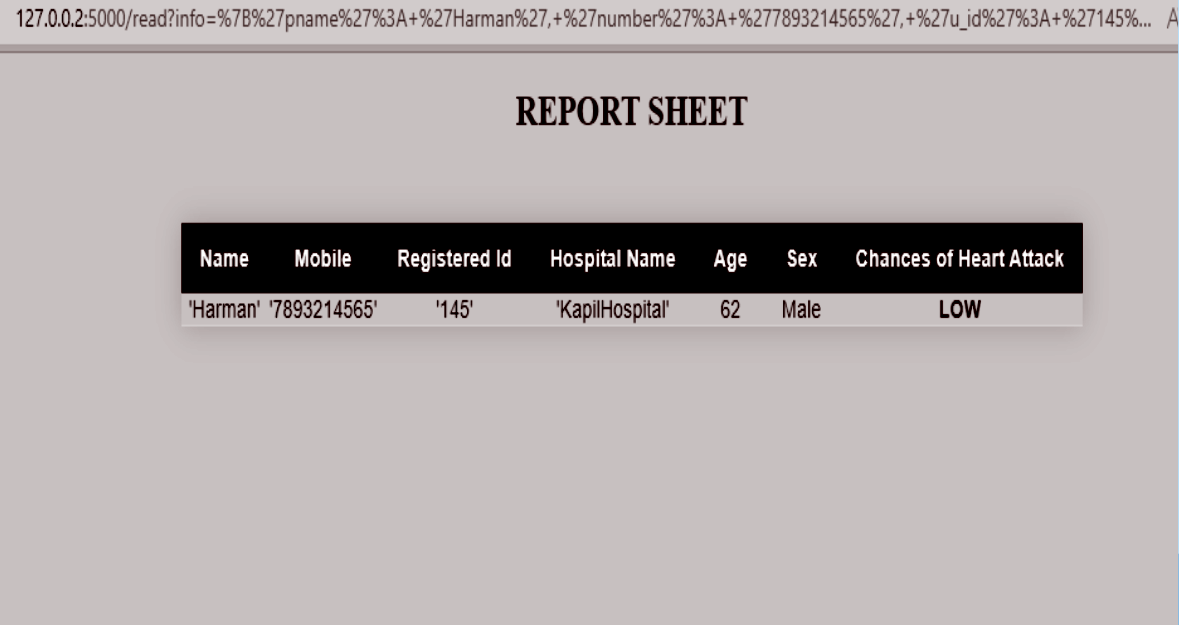 127.0.0.2:5000/read?info=%7B%27pname%27%3A+%27Harman%27,+%27number%27%3A+%277893214565%27,+%27u_id%27%3A+%27145%... A
REPORT SHEET
Name Mobile Registered Id Hospital Name Age Sex Chances of Heart Attack
'Harman' '7893214565' '145' 'KapilHospital' 62 Male LOW